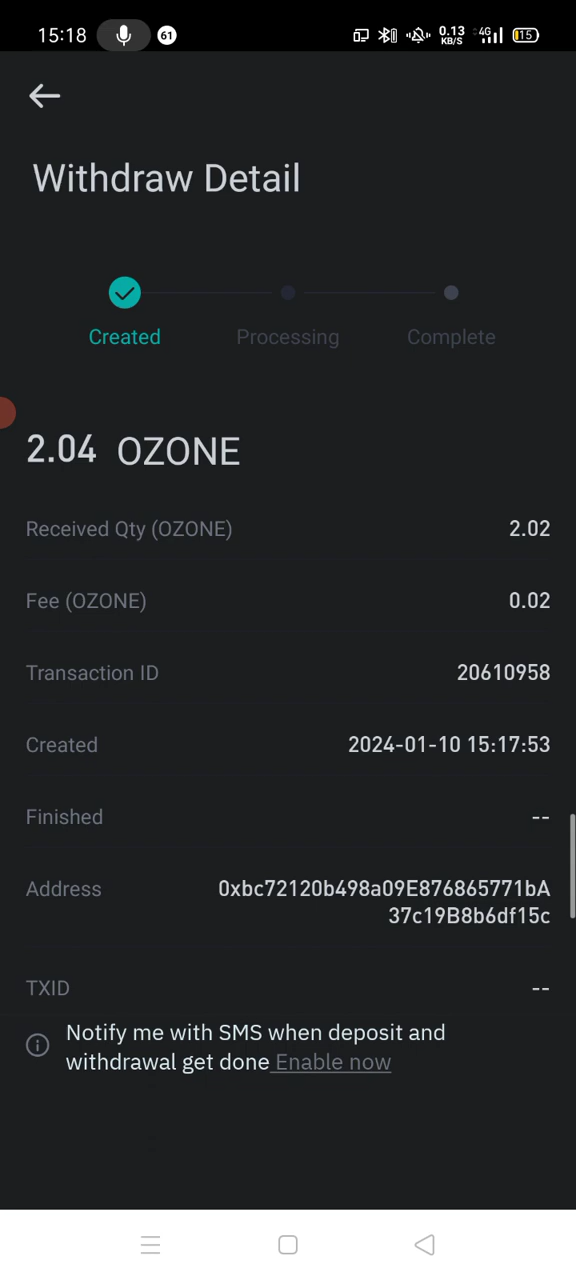 15:18 61 0.13 KB/S 4G 15
Withdraw Detail
Created Processing Complete
2.04 OZONE
Received Qty (OZONE) 2.02
Fee (OZONE) 0.02
Transaction ID 20610958
Created 2024-01-10 15:17:53
Finished --
Address 0xbc72120b498a09E876865771bA
37c19B8b6df15c
TXID --
Notify me with SMS when deposit and
withdrawal get done Enable now